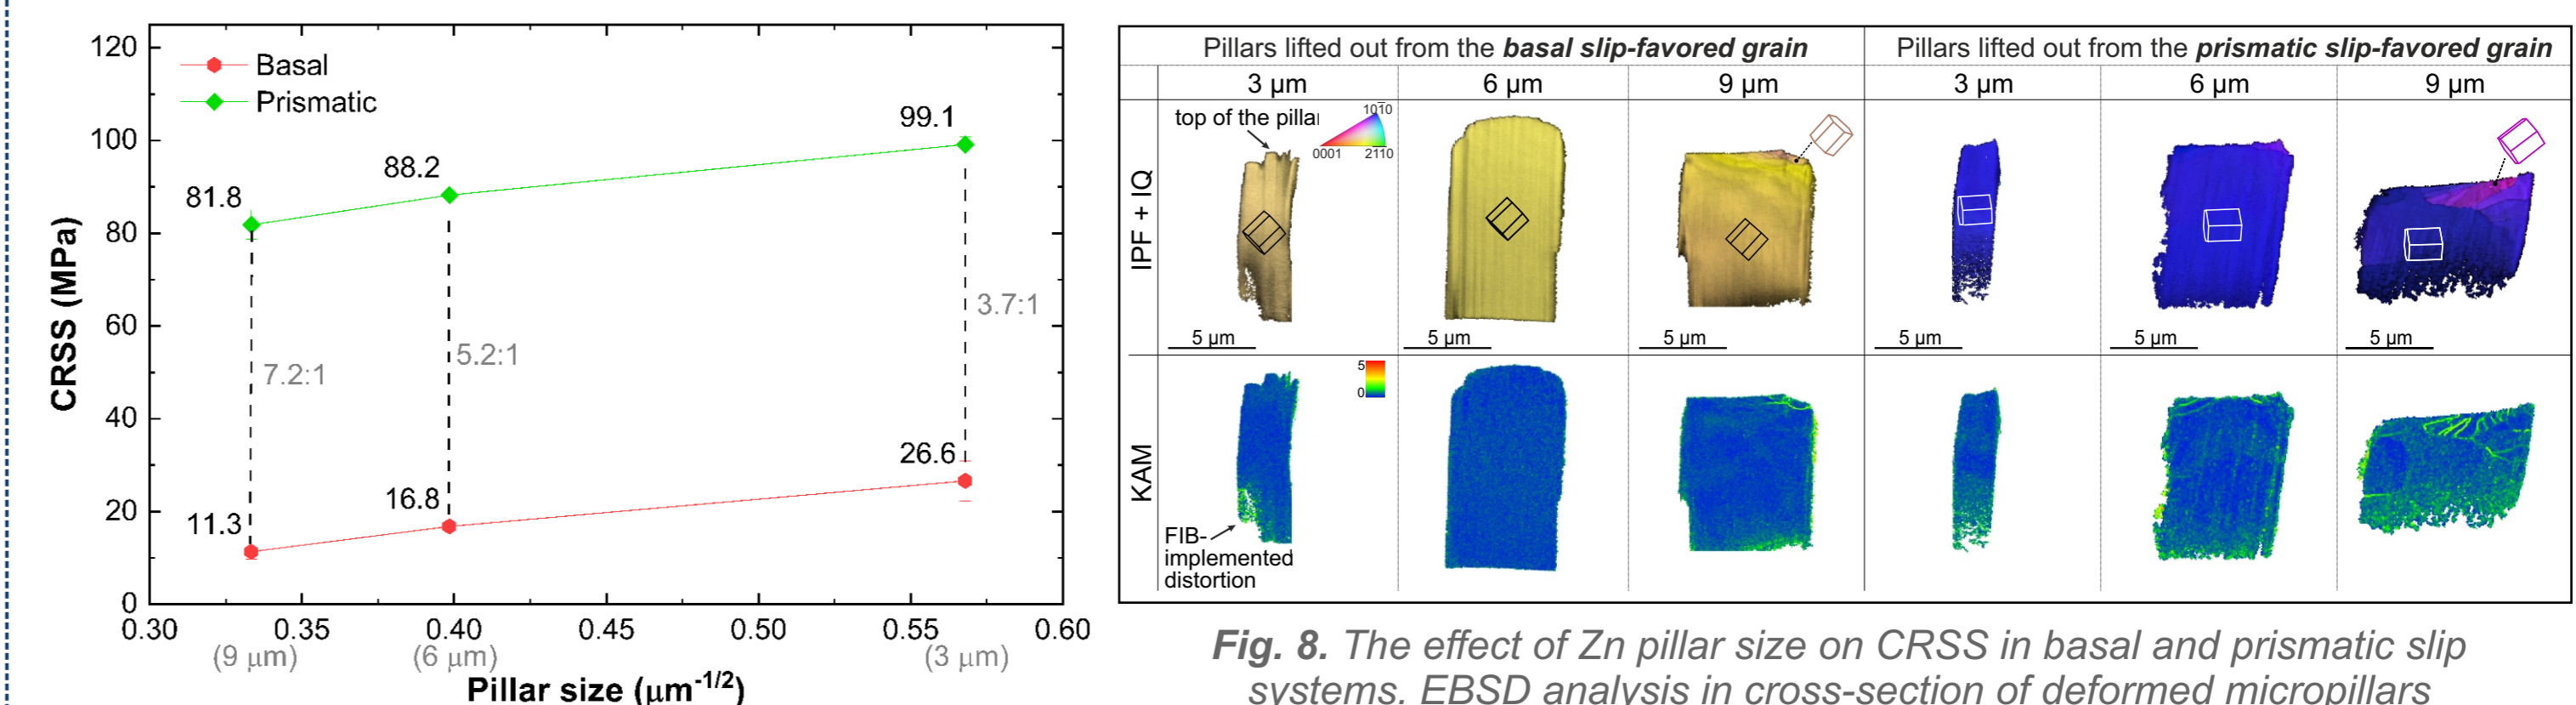 120
100
80
60
40
20
0
CRSS (MPa)
Basal
Prismatic
81.8
88.2
99.1
11.3
16.8
26.6
7.2:1
5.2:1
3.7:1
0.30 0.35 0.40 0.45 0.50 0.55 0.60
(9 μm) (6 μm) (3 μm)
Pillar size (μm-1/2)
Pillars lifted out from the basal slip-favored grain
Pillars lifted out from the prismatic slip-favored grain
3 μm 6 μm 9 μm 3 μm 6 μm 9 μm
IPF + IQ
top of the pillar
101̄0
0001 21̄1̄0
5 μm 5 μm 5 μm 5 μm 5 μm 5 μm
KAM
5
0
FIB-
implemented
distortion
Fig. 8. The effect of Zn pillar size on CRSS in basal and prismatic slip
systems. EBSD analysis in cross-section of deformed micropillars